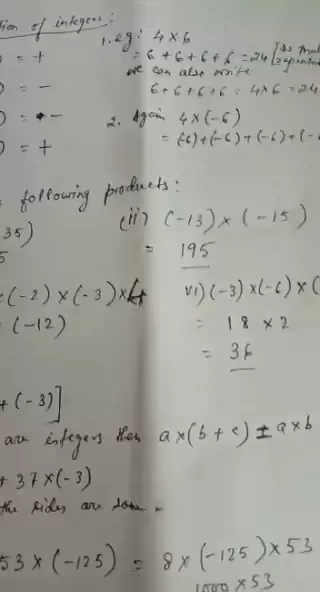 tion of integers:
1. eg: 4 × 6
) = +
= 6 + 6 + 6 + 6 = 24 [As
we can also write
) = -
6 + 6 + 6 + 6 = 4 × 6 = 24
) = -
2. Again 4 × (-6)
= (-6) + (-6) + (-6) + (-
) = +
following products:
35)
(ii) (-13) × (-15)
5
= 195
(-2) × (-3) × 4
vi) (-3) × (-6) × (
(-12)
= 18 × 2
= 36
+ (-3)]
are integers then a × (b + c) = a × b
+ 37 × (-3)
the sides are same
53 × (-125) = 8 × (-125) × 53
1000 × 53